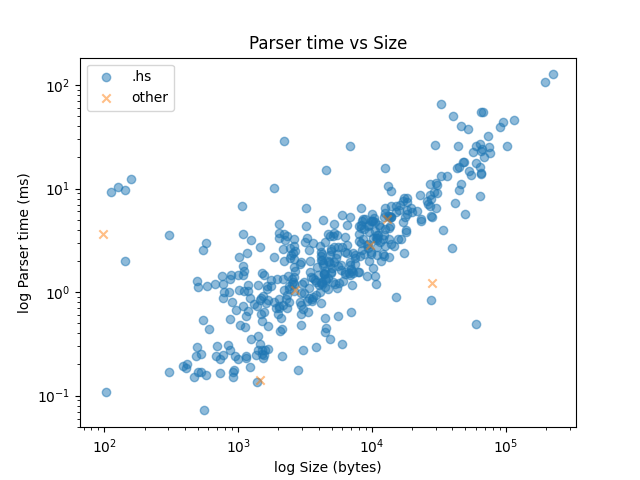 Parser time vs Size
.hs
other
log Parser time (ms)
10²
10¹
10⁰
10⁻¹
10²
10³
10⁴
10⁵
log Size (bytes)